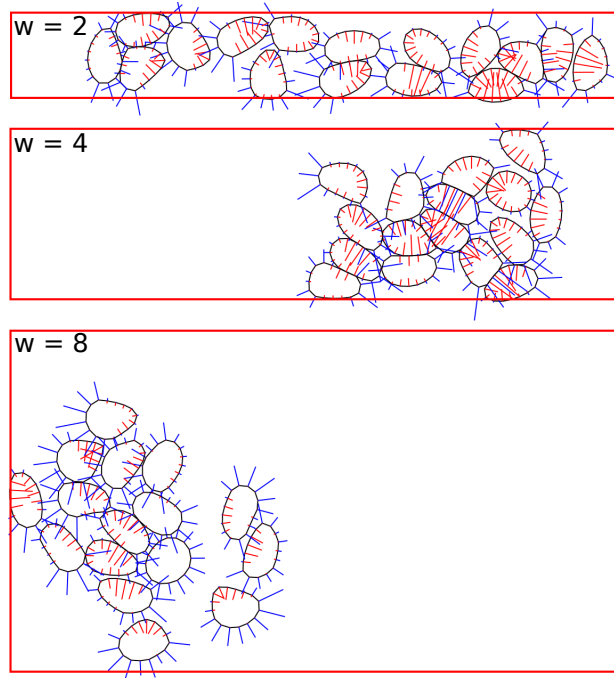 w = 2
w = 4
w = 8